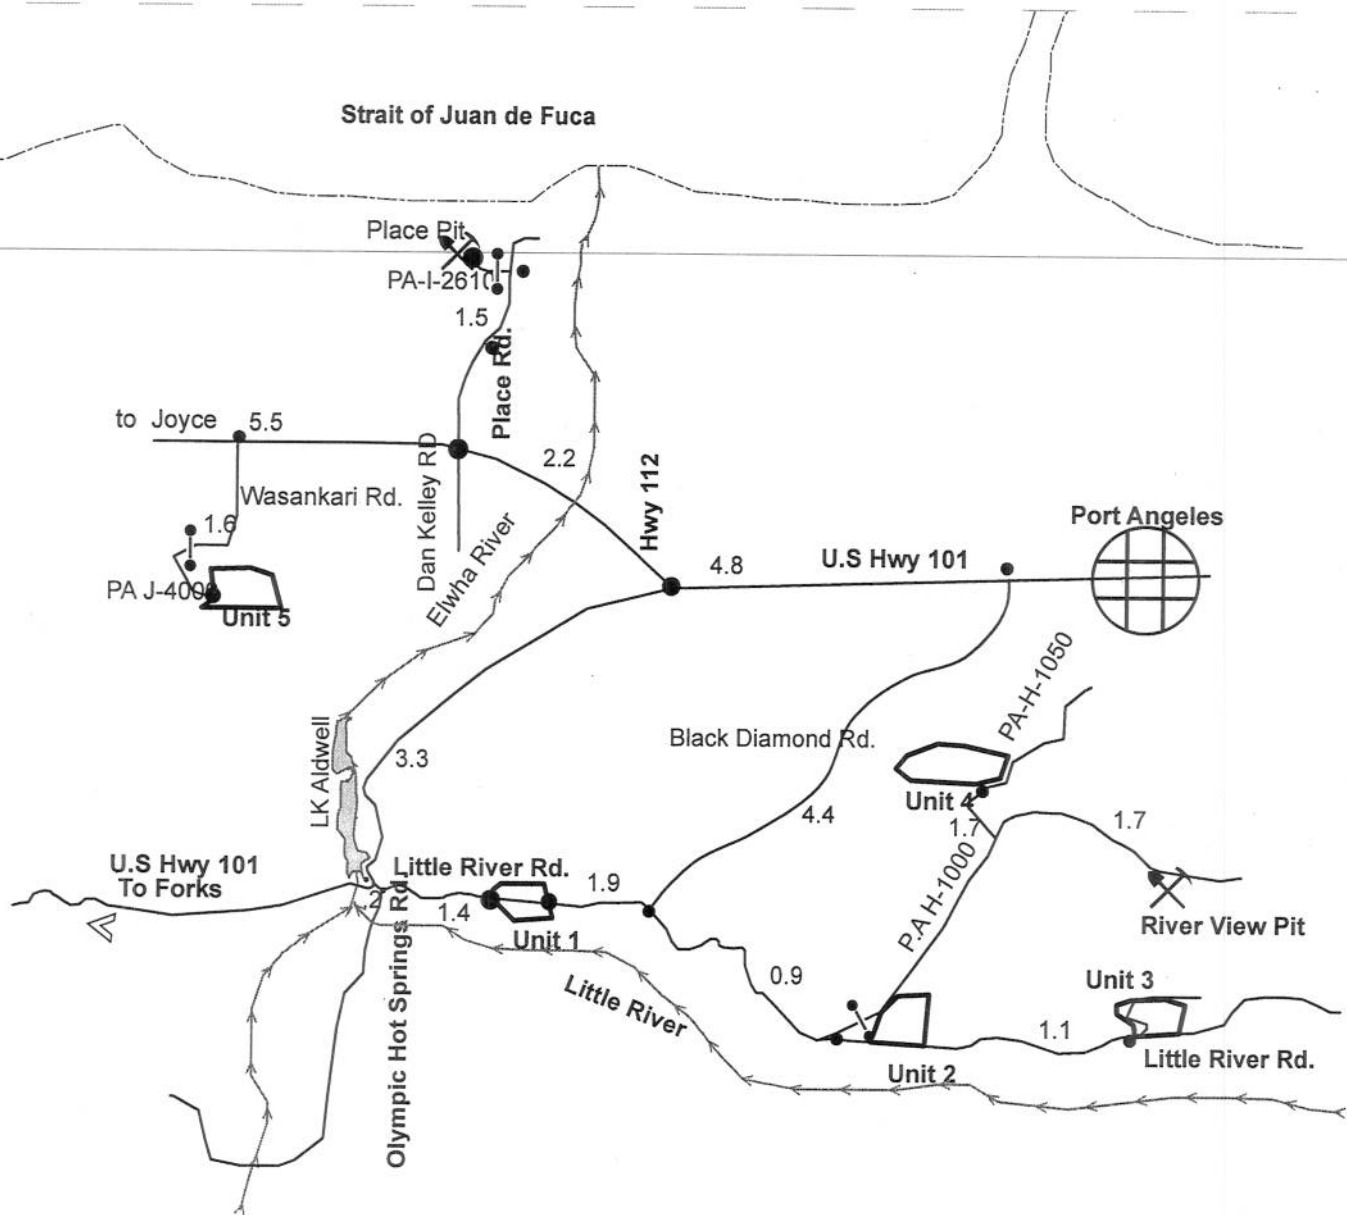 Strait of Juan de Fuca
Place Pit
PA-I-2610
1.5
Place Rd.
to Joyce
5.5
Dan Kelley RD
2.2
Hwy 112
Wasankari Rd.
1.6
PA J-4000
Unit 5
Elwha River
4.8
U.S Hwy 101
Port Angeles
PA-H-1050
LK Aldwell
3.3
Black Diamond Rd.
4.4
Unit 4
1.7
1.7
P.A H-1000
River View Pit
U.S Hwy 101
To Forks
Little River Rd.
.2
1.4
1.9
Unit 1
Olympic Hot Springs Rd.
Little River
0.9
Unit 3
1.1
Little River Rd.
Unit 2